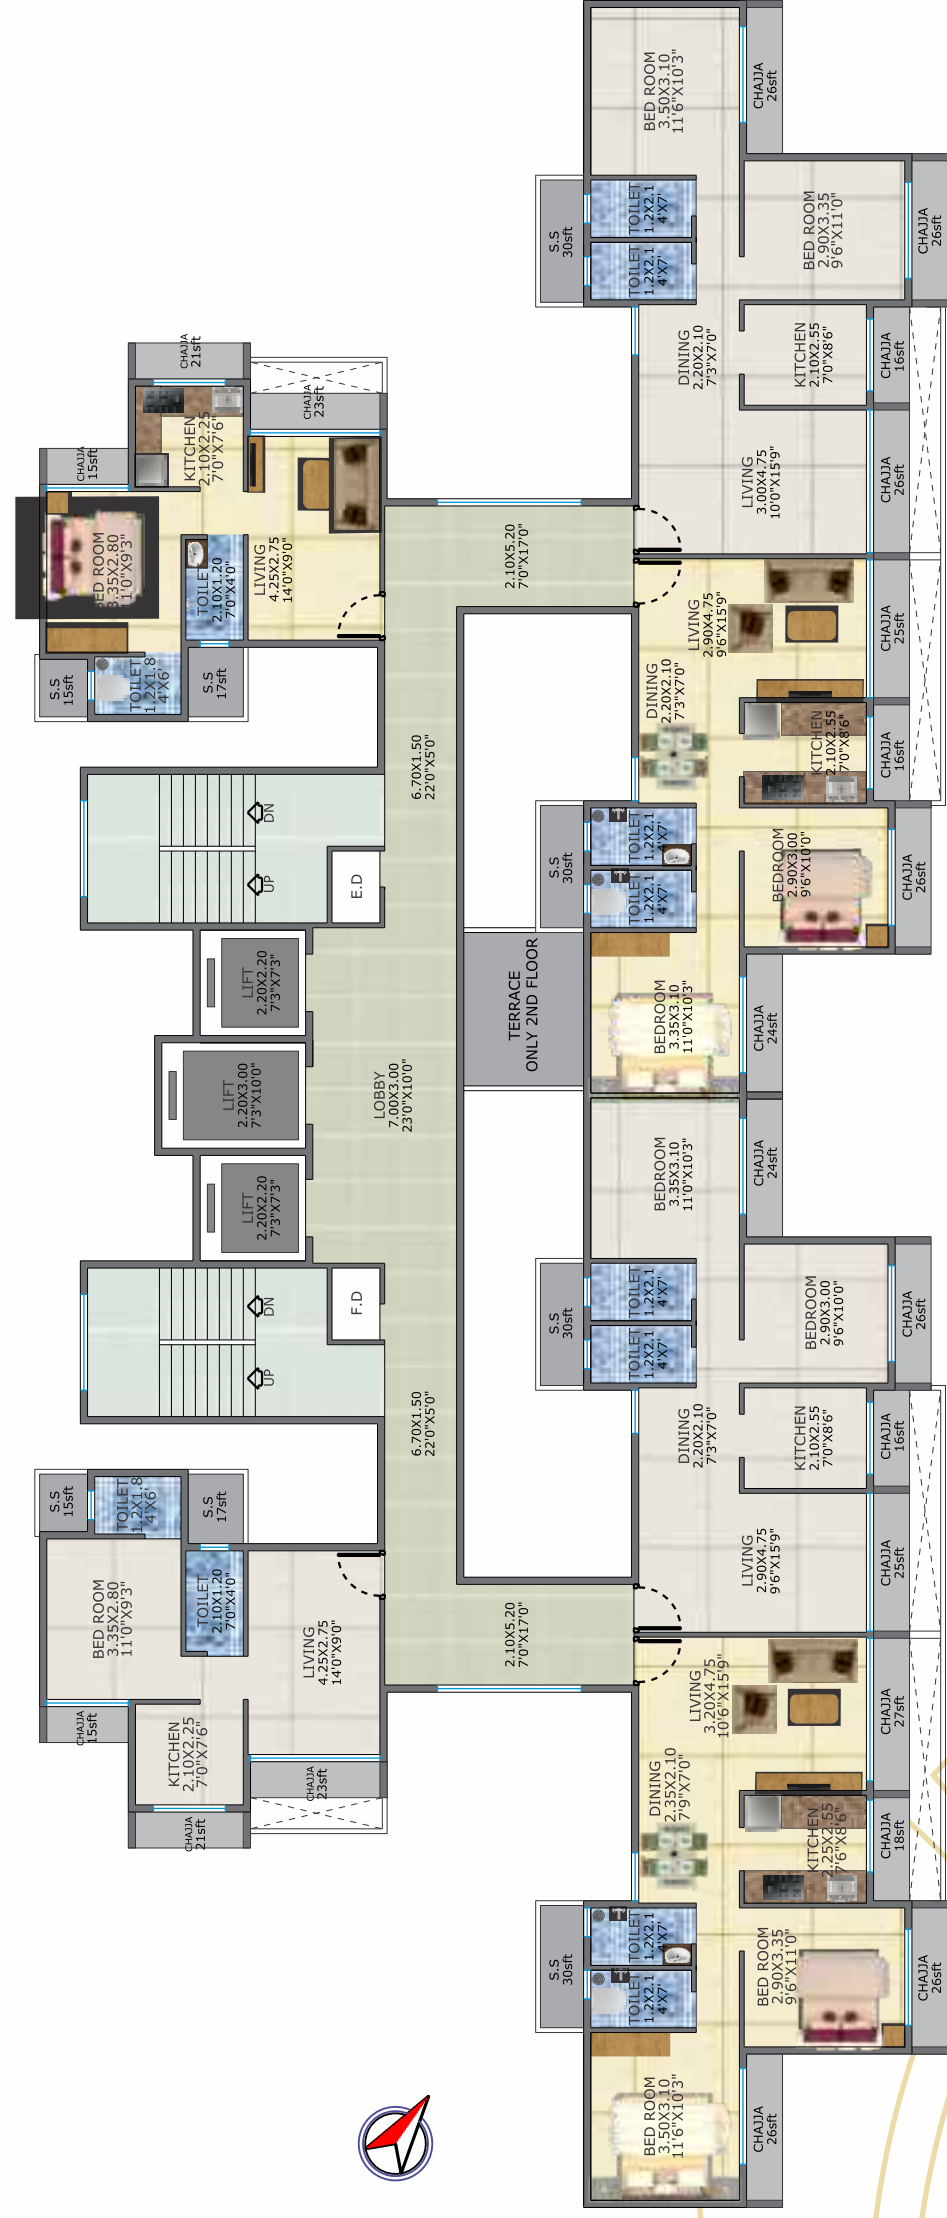 BED ROOM
3.50X3.10
11'6"X10'3"
CHAJJA
26sft
S.S
30sft
TOILET
1.2X2.1
4'X7'
TOILET
1.2X2.1
4'X7'
BED ROOM
2.90X3.35
9'6"X11'0"
CHAJJA
26sft
DINING
2.20X2.10
7'3"X7'0"
KITCHEN
2.10X2.55
7'0"X8'6"
CHAJJA
16sft
LIVING
3.00X4.75
10'0"X15'9"
CHAJJA
26sft
CHAJJA
21sft
CHAJJA
23sft
CHAJJA
15sft
KITCHEN
2.10X2.25
7'0"X7'6"
BED ROOM
3.35X2.80
11'0"X9'3"
TOILET
2.10X1.20
7'0"X4'0"
LIVING
4.25X2.75
14'0"X9'0"
S.S
15sft
TOILET
1.2X1.8
4'X6'
S.S
17sft
2.10X5.20
7'0"X17'0"
LIVING
2.90X4.75
9'6"X15'9"
CHAJJA
25sft
DINING
2.20X2.10
7'3"X7'0"
KITCHEN
2.10X2.55
7'0"X8'6"
CHAJJA
16sft
6.70X1.50
22'0"X5'0"
DN
UP
E.D
S.S
30sft
TOILET
1.2X2.1
4'X7'
TOILET
1.2X2.1
4'X7'
BEDROOM
2.90X3.00
9'6"X10'0"
CHAJJA
26sft
LIFT
2.20X2.20
7'3"X7'3"
TERRACE
ONLY 2ND FLOOR
BEDROOM
3.35X3.10
11'0"X10'3"
CHAJJA
24sft
LIFT
2.20X3.00
7'3"X10'0"
LOBBY
7.00X3.00
23'0"X10'0"
LIFT
2.20X2.20
7'3"X7'3"
BEDROOM
3.35X3.10
11'0"X10'3"
CHAJJA
24sft
DN
UP
F.D
S.S
30sft
TOILET
1.2X2.1
4'X7'
TOILET
1.2X2.1
4'X7'
BEDROOM
2.90X3.00
9'6"X10'0"
CHAJJA
26sft
6.70X1.50
22'0"X5'0"
DINING
2.20X2.10
7'3"X7'0"
KITCHEN
2.10X2.55
7'0"X8'6"
CHAJJA
16sft
LIVING
2.90X4.75
9'6"X15'9"
CHAJJA
25sft
S.S
15sft
TOILET
1.2X1.8
4'X6'
S.S
17sft
BED ROOM
3.35X2.80
11'0"X9'3"
TOILET
2.10X1.20
7'0"X4'0"
LIVING
4.25X2.75
14'0"X9'0"
2.10X5.20
7'0"X17'0"
CHAJJA
15sft
KITCHEN
2.10X2.25
7'0"X7'6"
CHAJJA
23sft
CHAJJA
21sft
LIVING
3.20X4.75
10'6"X15'9"
CHAJJA
27sft
DINING
2.35X2.10
7'9"X7'0"
KITCHEN
2.25X2.55
7'6"X8'6"
CHAJJA
18sft
S.S
30sft
TOILET
1.2X2.1
4'X7'
TOILET
1.2X2.1
4'X7'
BED ROOM
2.90X3.35
9'6"X11'0"
CHAJJA
26sft
BED ROOM
3.50X3.10
11'6"X10'3"
CHAJJA
26sft